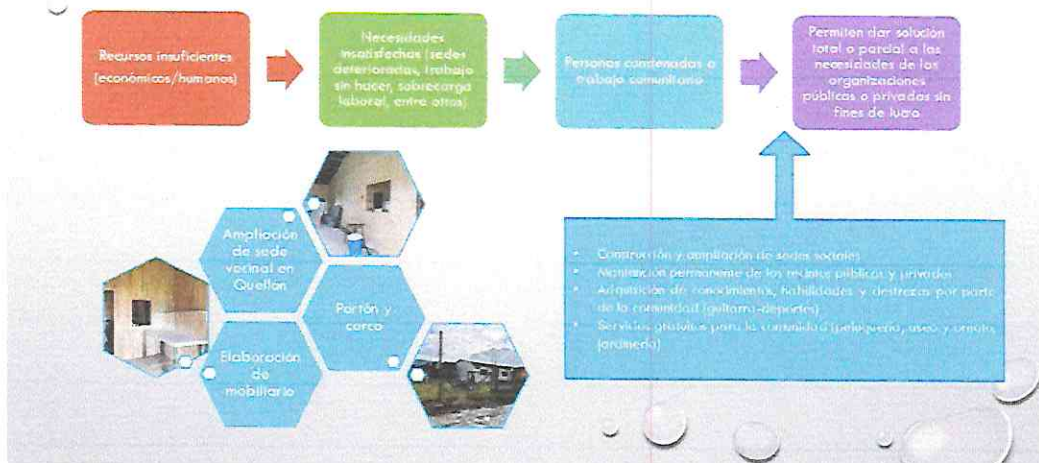 Recursos insuficientes
(económicos/humanos)
Necesidades
insatisfechas (sedes
deterioradas, trabajo
sin hacer, sobrecarga
laboral, entre otros)
Personas condenadas a
trabajo comunitario
Permiten dar solución
total o parcial a las
necesidades de las
organizaciones
públicas o privadas sin
fines de lucro
Ampliación
de sede
vecinal en
Quellón
Portón y
cerco
Elaboración
de
mobiliario
• Construcción y ampliación de sedes sociales
• Mantención permanente de los recintos públicos y privados
• Adquisición de conocimientos, habilidades y destrezas por parte
de la comunidad (guitarra-deportes)
• Servicios gratuitos para la comunidad (peluquería, aseo y ornato,
jardinería)